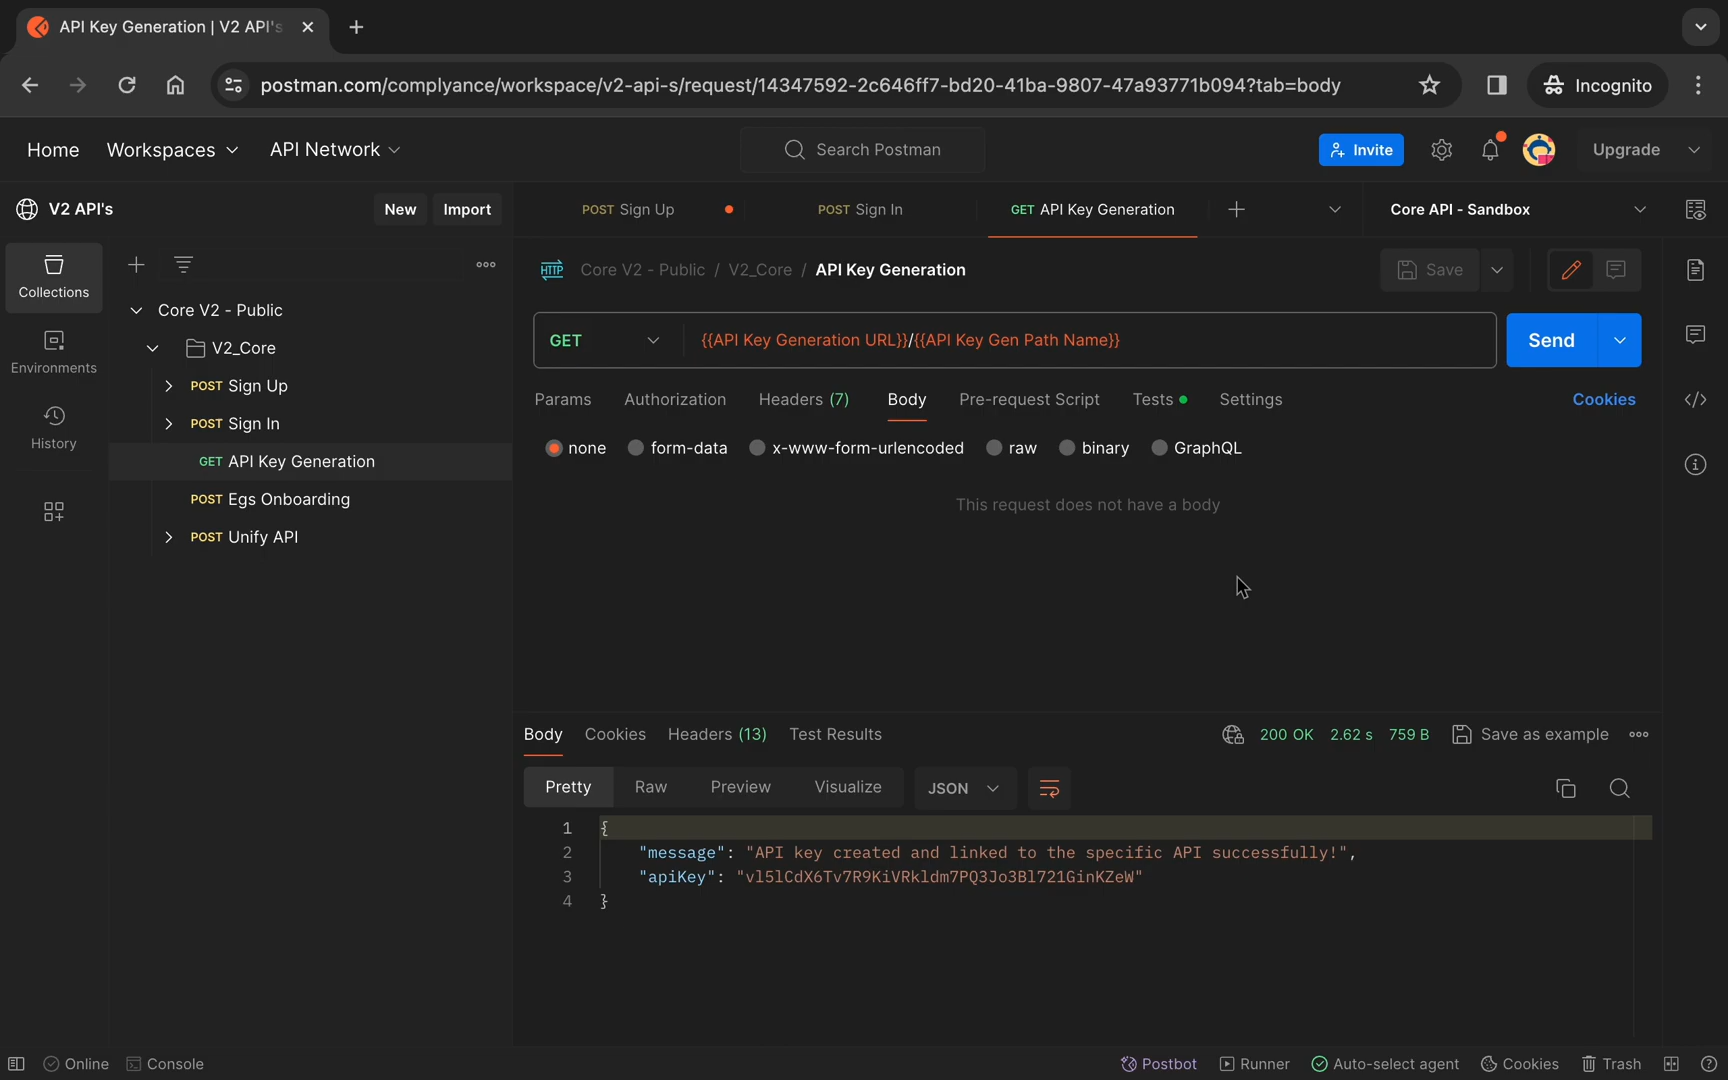 API Key Generation | V2 API's
postman.com/complyance/workspace/v2-api-s/request/14347592-2c646ff7-bd20-41ba-9807-47a93771b094?tab=body
Incognito
Home
Workspaces
API Network
Search Postman
Invite
Upgrade
V2 API's
New
Import
POST Sign Up
POST Sign In
GET API Key Generation
Core API - Sandbox
Collections
Environments
History
Core V2 - Public
V2_Core
POST Sign Up
POST Sign In
GET API Key Generation
POST Egs Onboarding
POST Unify API
HTTP
Core V2 - Public / V2_Core / API Key Generation
Save
GET
{{API Key Generation URL}}/{{API Key Gen Path Name}}
Send
Params
Authorization
Headers (7)
Body
Pre-request Script
Tests
Settings
Cookies
none
form-data
x-www-form-urlencoded
raw
binary
GraphQL
This request does not have a body
Body
Cookies
Headers (13)
Test Results
200 OK
2.62 s
759 B
Save as example
Pretty
Raw
Preview
Visualize
JSON
1 {
2 "message": "API key created and linked to the specific API successfully!",
3 "apiKey": "vl5lCdX6Tv7R9KiVRkldm7PQ3Jo3Bl721GinKZeW"
4 }
Online
Console
Postbot
Runner
Auto-select agent
Cookies
Trash